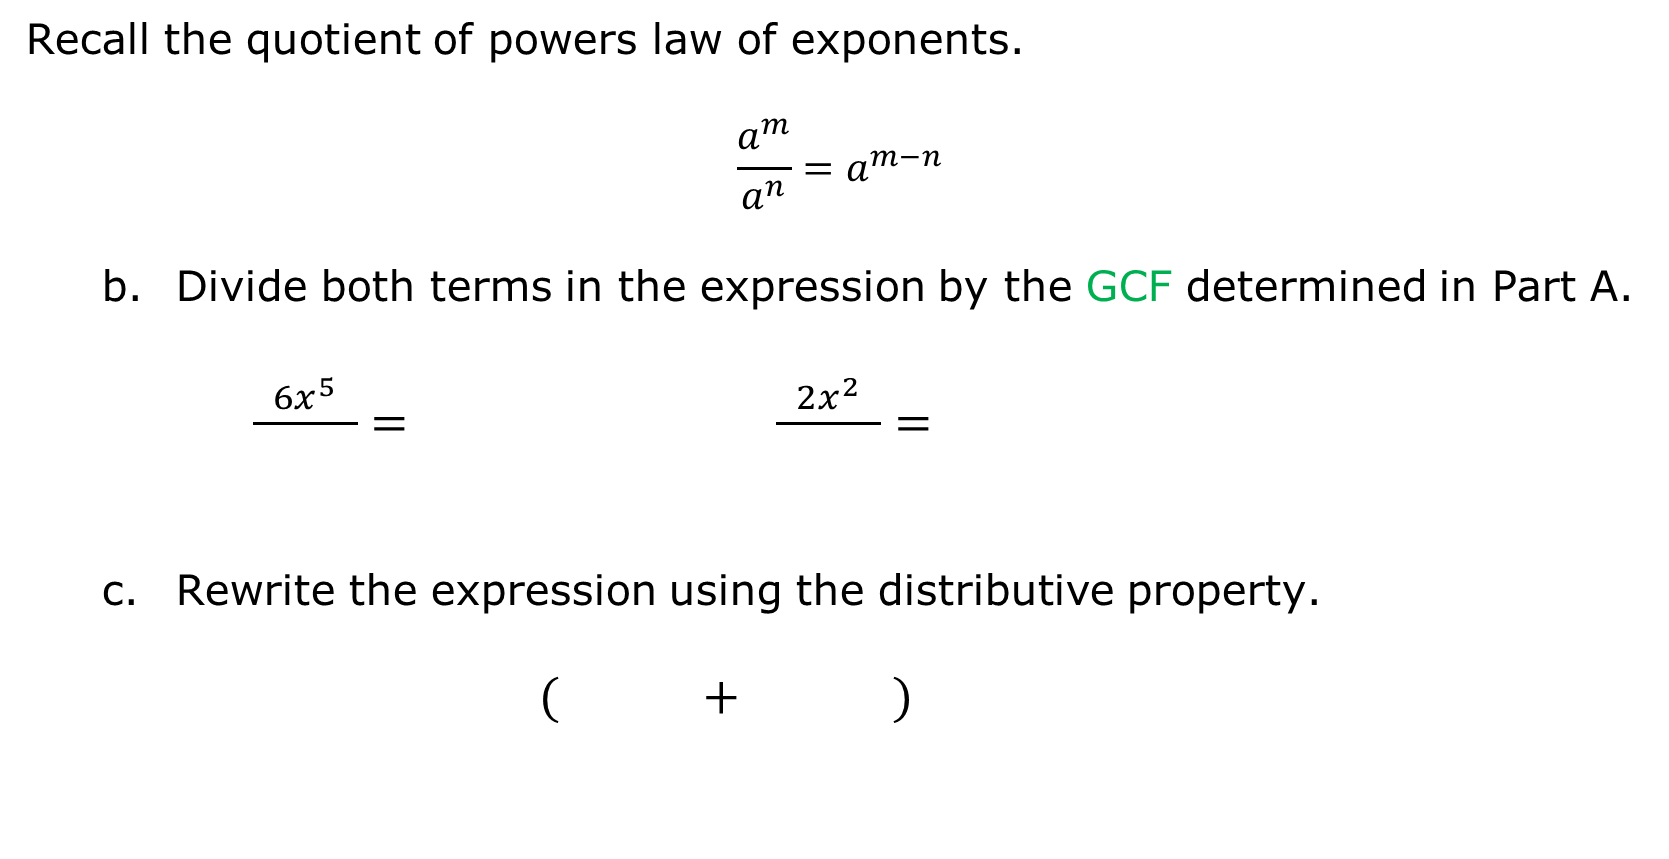 Recall the quotient of powers law of exponents.
a^m / a^n = a^(m−n)
b. Divide both terms in the expression by the GCF determined in Part A.
6x^5 / = 2x^2 / =
c. Rewrite the expression using the distributive property.
( + )